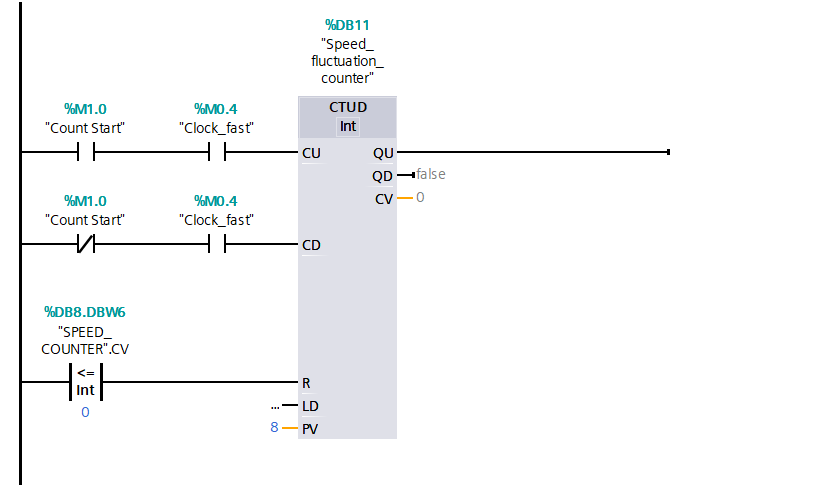 %DB11
"Speed_
fluctuation_
counter"
%M1.0
%M0.4
CTUD
"Count Start"
"Clock_fast"
Int
CU
QU
QD
false
%M1.0
%M0.4
CV
0
"Count Start"
"Clock_fast"
CD
%DB8.DBW6
"SPEED_
COUNTER".CV
<=
R
Int
...
LD
0
8
PV